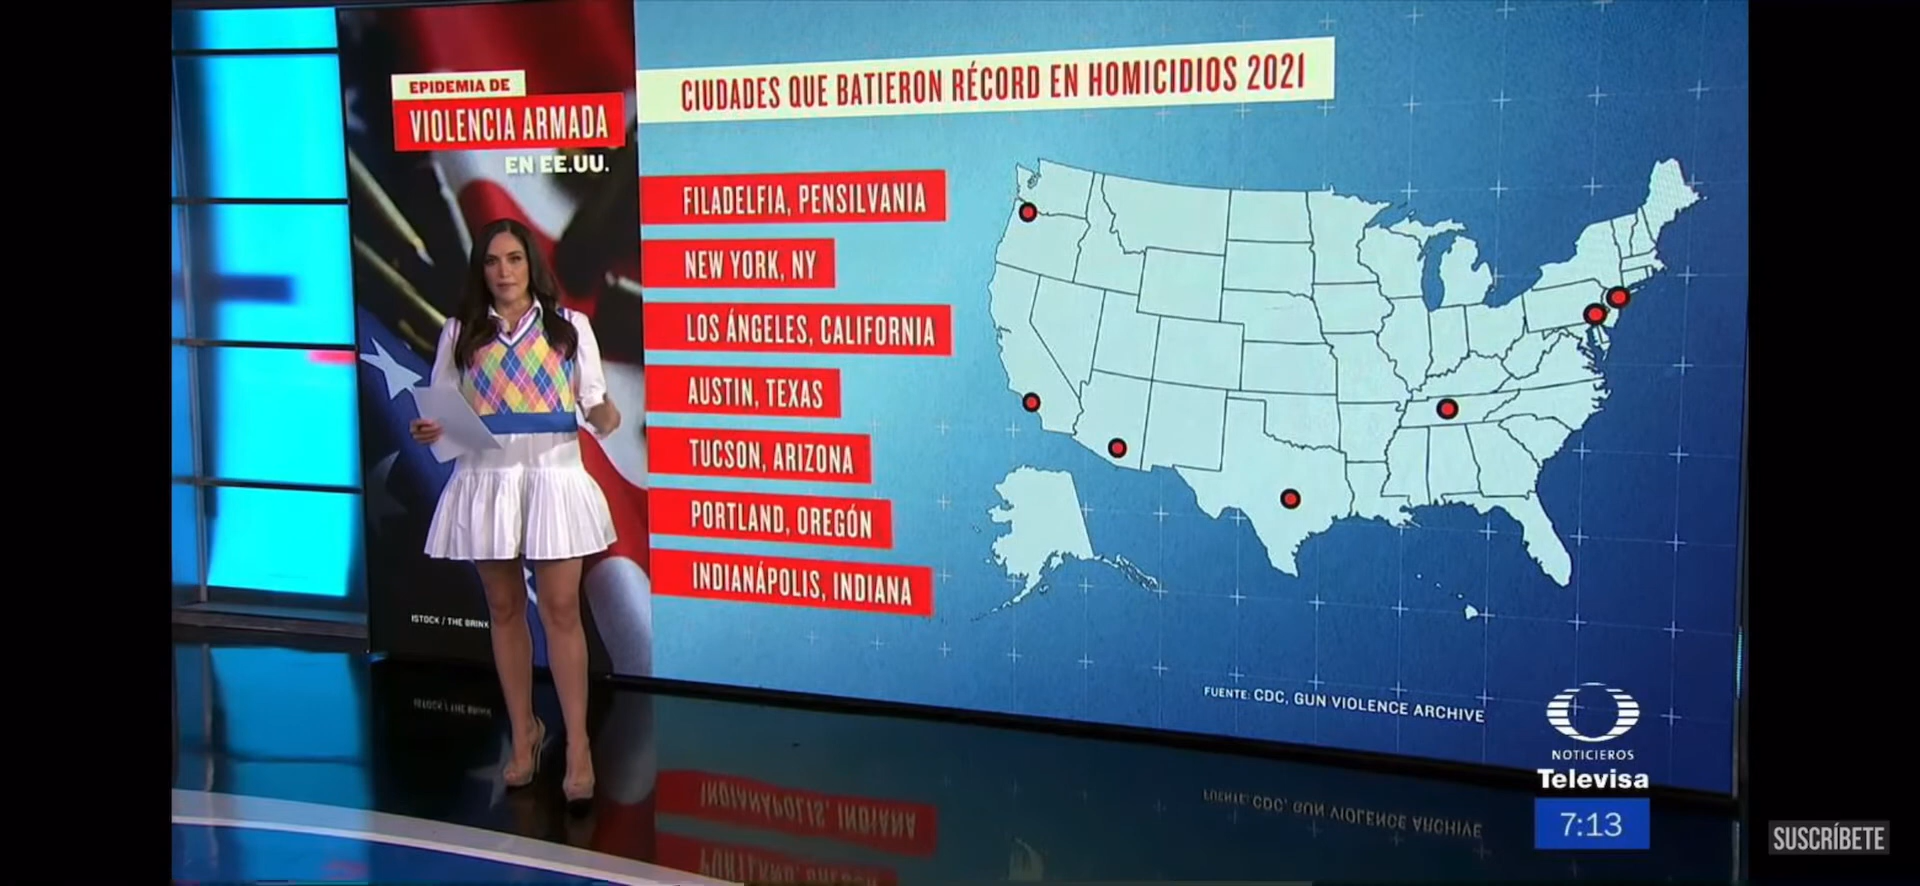 EPIDEMIA DE
VIOLENCIA ARMADA
EN EE.UU.
CIUDADES QUE BATIERON RÉCORD EN HOMICIDIOS 2021
FILADELFIA, PENSILVANIA
NEW YORK, NY
LOS ÁNGELES, CALIFORNIA
AUSTIN, TEXAS
TUCSON, ARIZONA
PORTLAND, OREGÓN
INDIANÁPOLIS, INDIANA
ISTOCK / THE BRINK
FUENTE: CDC, GUN VIOLENCE ARCHIVE
NOTICIEROS
Televisa
7:13
SUSCRÍBETE